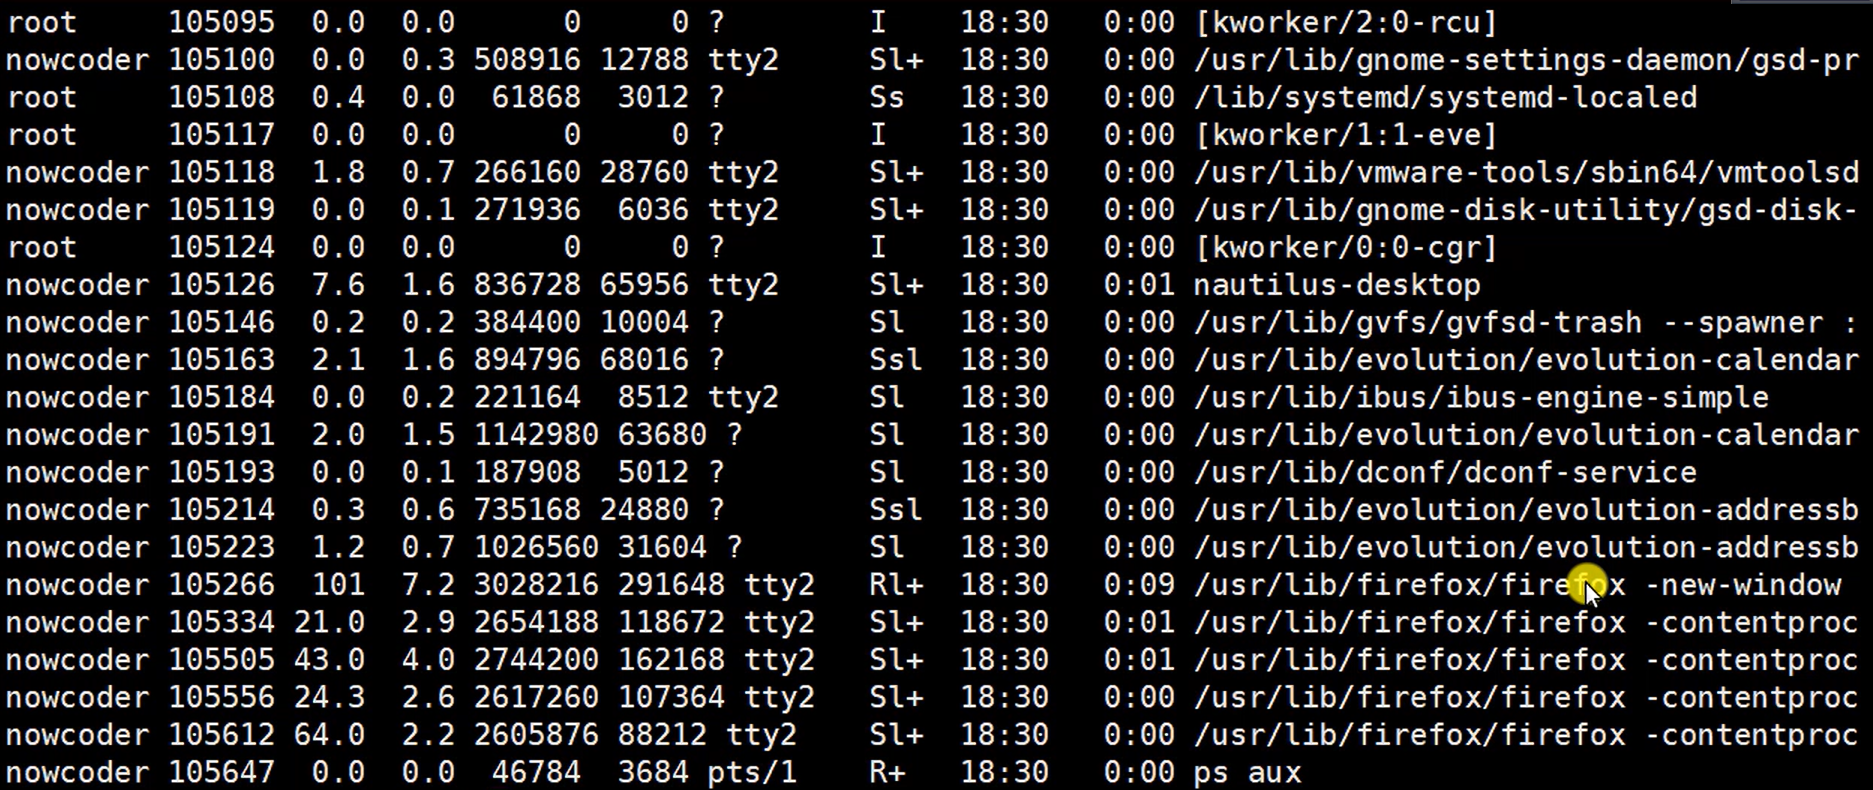 root     105095  0.0  0.0      0     0 ?        I    18:30   0:00 [kworker/2:0-rcu]
nowcoder 105100  0.0  0.3 508916 12788 tty2     Sl+  18:30   0:00 /usr/lib/gnome-settings-daemon/gsd-pr
root     105108  0.4  0.0  61868  3012 ?        Ss   18:30   0:00 /lib/systemd/systemd-localed
root     105117  0.0  0.0      0     0 ?        I    18:30   0:00 [kworker/1:1-eve]
nowcoder 105118  1.8  0.7 266160 28760 tty2     Sl+  18:30   0:00 /usr/lib/vmware-tools/sbin64/vmtoolsd
nowcoder 105119  0.0  0.1 271936  6036 tty2     Sl+  18:30   0:00 /usr/lib/gnome-disk-utility/gsd-disk-
root     105124  0.0  0.0      0     0 ?        I    18:30   0:00 [kworker/0:0-cgr]
nowcoder 105126  7.6  1.6 836728 65956 tty2     Sl+  18:30   0:01 nautilus-desktop
nowcoder 105146  0.2  0.2 384400 10004 ?        Sl   18:30   0:00 /usr/lib/gvfs/gvfsd-trash --spawner :
nowcoder 105163  2.1  1.6 894796 68016 ?        Ssl  18:30   0:00 /usr/lib/evolution/evolution-calendar
nowcoder 105184  0.0  0.2 221164  8512 tty2     Sl   18:30   0:00 /usr/lib/ibus/ibus-engine-simple
nowcoder 105191  2.0  1.5 1142980 63680 ?       Sl   18:30   0:00 /usr/lib/evolution/evolution-calendar
nowcoder 105193  0.0  0.1 187908  5012 ?        Sl   18:30   0:00 /usr/lib/dconf/dconf-service
nowcoder 105214  0.3  0.6 735168 24880 ?        Ssl  18:30   0:00 /usr/lib/evolution/evolution-addressb
nowcoder 105223  1.2  0.7 1026560 31604 ?       Sl   18:30   0:00 /usr/lib/evolution/evolution-addressb
nowcoder 105266  101  7.2 3028216 291648 tty2   Rl+  18:30   0:09 /usr/lib/firefox/firefox -new-window
nowcoder 105334 21.0  2.9 2654188 118672 tty2   Sl+  18:30   0:01 /usr/lib/firefox/firefox -contentproc
nowcoder 105505 43.0  4.0 2744200 162168 tty2   Sl+  18:30   0:01 /usr/lib/firefox/firefox -contentproc
nowcoder 105556 24.3  2.6 2617260 107364 tty2   Sl+  18:30   0:00 /usr/lib/firefox/firefox -contentproc
nowcoder 105612 64.0  2.2 2605876 88212 tty2    Sl+  18:30   0:00 /usr/lib/firefox/firefox -contentproc
nowcoder 105647  0.0  0.0  46784  3684 pts/1    R+   18:30   0:00 ps aux